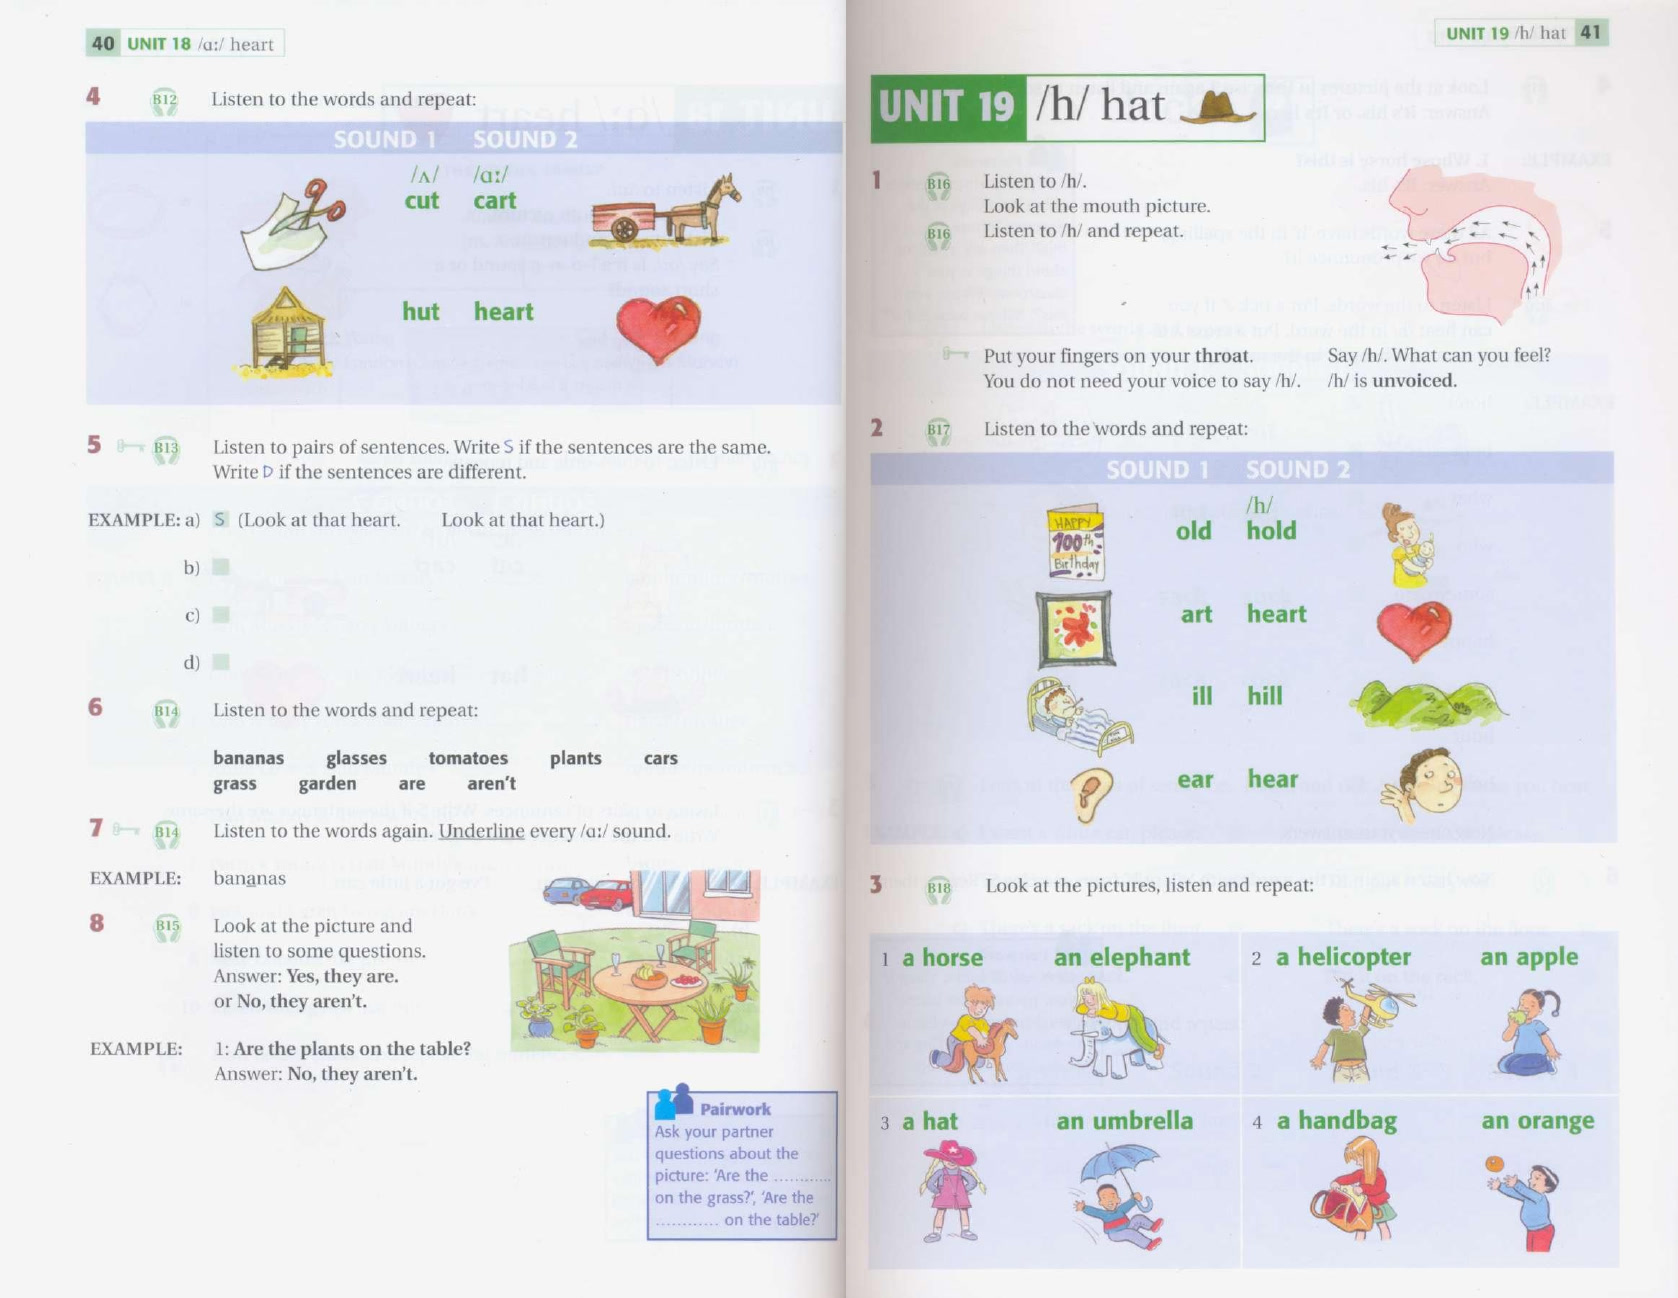 40 UNIT 18 /ɑː/ heart
4 B12 Listen to the words and repeat:
SOUND 1 SOUND 2
/ʌ/ /ɑː/
cut cart
hut heart
5 B13 Listen to pairs of sentences. Write S if the sentences are the same.
Write D if the sentences are different.
EXAMPLE: a) S (Look at that heart. Look at that heart.)
b)
c)
d)
6 B14 Listen to the words and repeat:
bananas glasses tomatoes plants cars
grass garden are aren't
7 B14 Listen to the words again. Underline every /ɑː/ sound.
EXAMPLE: bananas
8 B15 Look at the picture and
listen to some questions.
Answer: Yes, they are.
or No, they aren't.
EXAMPLE: 1: Are the plants on the table?
Answer: No, they aren't.
Pairwork
Ask your partner
questions about the
picture: 'Are the ............
on the grass?', 'Are the
............ on the table?'
UNIT 19 /h/ hat 41
UNIT 19 /h/ hat
1 B16 Listen to /h/.
Look at the mouth picture.
B16 Listen to /h/ and repeat.
Put your fingers on your throat. Say /h/. What can you feel?
You do not need your voice to say /h/. /h/ is unvoiced.
2 B17 Listen to the words and repeat:
SOUND 1 SOUND 2
/h/
HAPPY
100th
Birthday
old hold
art heart
ill hill
ear hear
3 B18 Look at the pictures, listen and repeat:
1 a horse an elephant 2 a helicopter an apple
3 a hat an umbrella 4 a handbag an orange